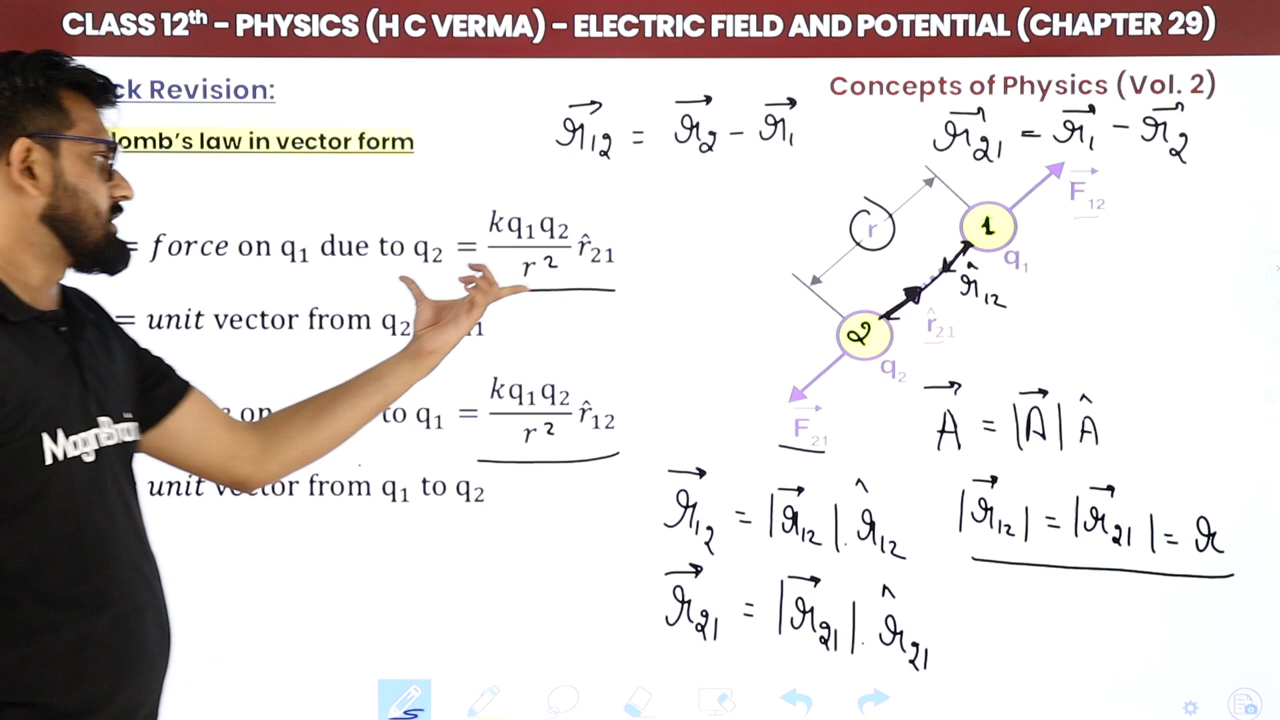 CLASS 12th – PHYSICS (H C VERMA) – ELECTRIC FIELD AND POTENTIAL (CHAPTER 29)
ck Revision:
Concepts of Physics (Vol. 2)
lomb's law in vector form
r⃗₁₂ = r⃗₂ − r⃗₁
r⃗₂₁ = r⃗₁ − r⃗₂
F⃗₁₂
r
1
q₁
= force on q₁ due to q₂ = kq₁q₂/r² r̂₂₁
r̂₁₂
= unit vector from q₂
r̂₂₁
2
q₂
F⃗₂₁
to q₁ = kq₁q₂/r² r̂₁₂
A⃗ = |A⃗| Â
unit vector from q₁ to q₂
r⃗₁₂ = |r⃗₁₂|. r̂₁₂
|r⃗₁₂| = |r⃗₂₁| = r
r⃗₂₁ = |r⃗₂₁|. r̂₂₁